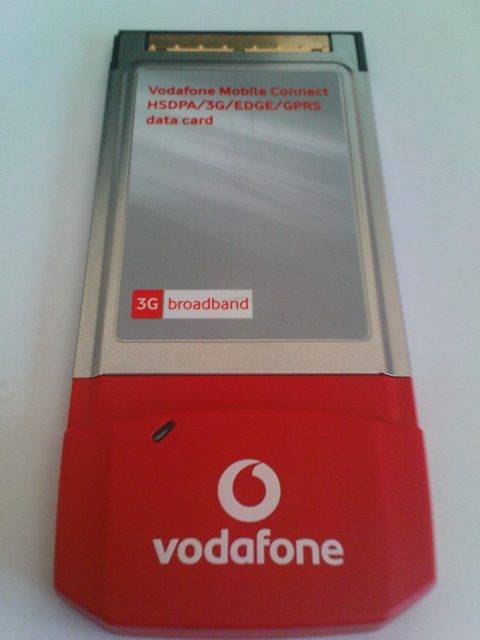 Vodafone Mobile Connect
HSDPA/3G/EDGE/GPRS
data card
3G broadband
vodafone